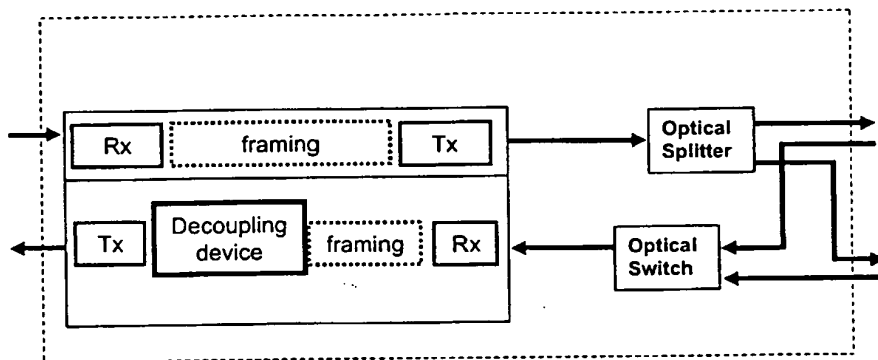 Rx
framing
Tx
Optical
Splitter
Tx
Decoupling
device
framing
Rx
Optical
Switch